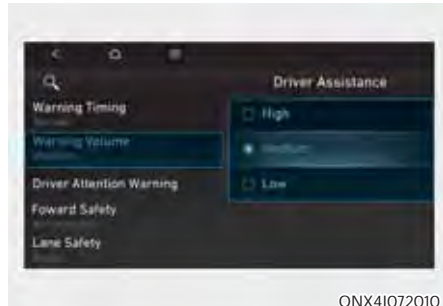 Driver Assistance
Warning Timing
High
Warning Volume
Medium
Driver Attention Warning
Low
Foward Safety
Lane Safety
ONX4I072010